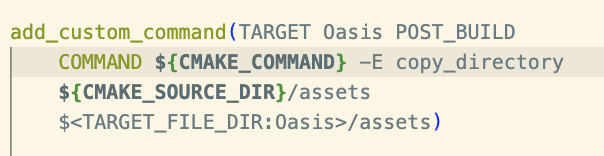 add_custom_command(TARGET Oasis POST_BUILD
COMMAND ${CMAKE_COMMAND} -E copy_directory
${CMAKE_SOURCE_DIR}/assets
$<TARGET_FILE_DIR:Oasis>/assets)